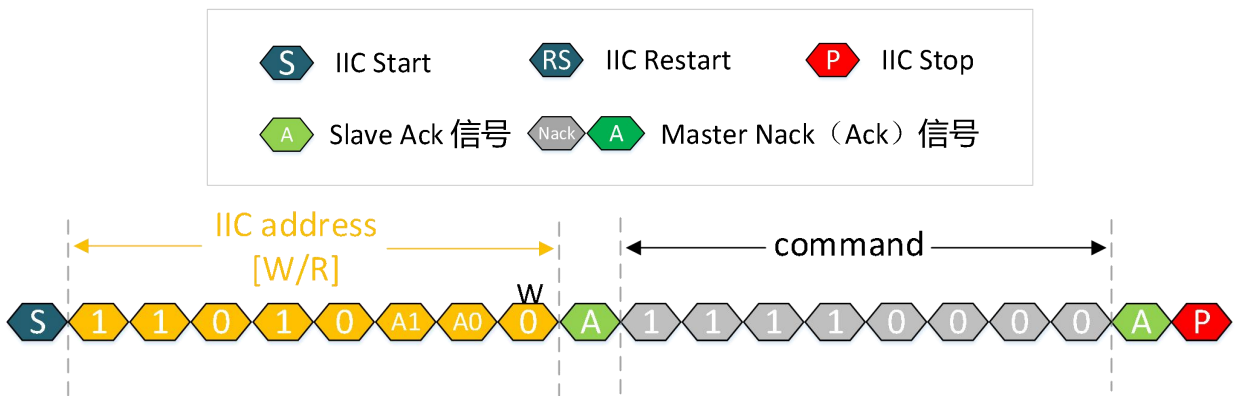 S IIC Start RS IIC Restart P IIC Stop
A Slave Ack 信号 Nack A Master Nack（Ack）信号
IIC address
[W/R]
command
W
S 1 1 0 1 0 A1 A0 0 A 1 1 1 1 0 0 0 0 A P